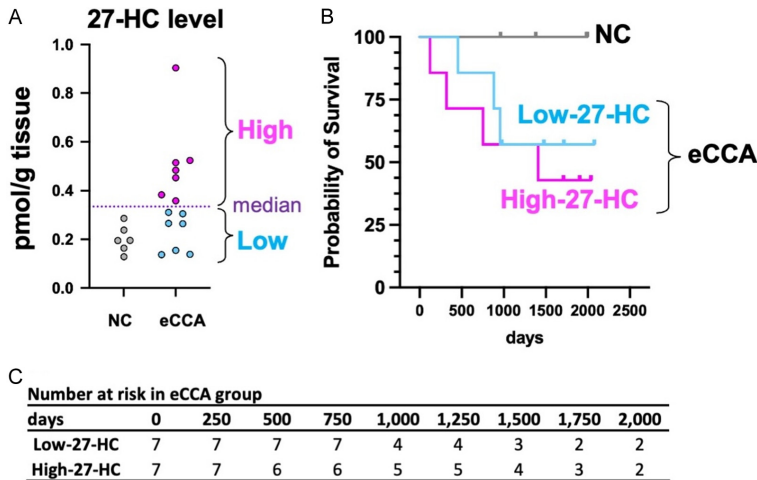 A
27-HC level
pmol/g tissue
1.0
0.8
0.6
0.4
0.2
0.0
High
median
Low
NC eCCA
B
Probability of Survival
100
75
50
25
0
NC
Low-27-HC
High-27-HC
eCCA
0 500 1000 1500 2000 2500
days
C
Number at risk in eCCA group
days 0 250 500 750 1,000 1,250 1,500 1,750 2,000
Low-27-HC 7 7 7 7 4 4 3 2 2
High-27-HC 7 7 6 6 5 5 4 3 2